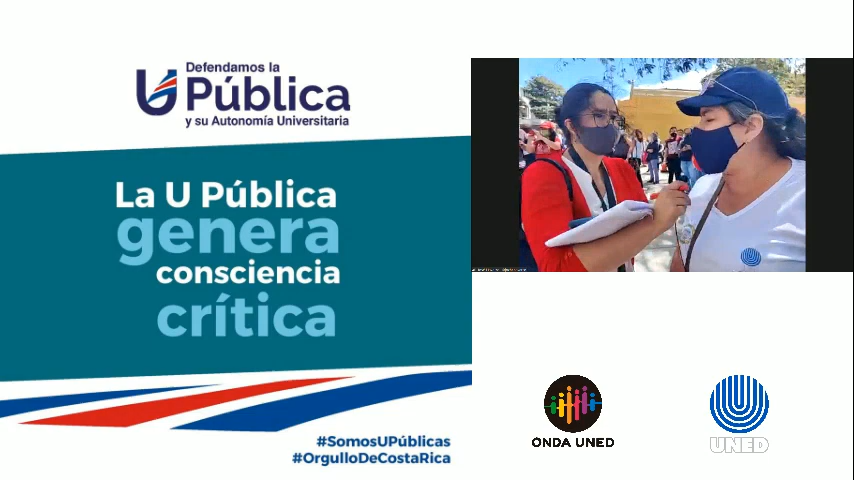 Defendamos la
Pública
y su Autonomía Universitaria
La U Pública
genera
consciencia
crítica
#SomosUPúblicas
#OrgulloDeCostaRica
ONDA UNED
UNED